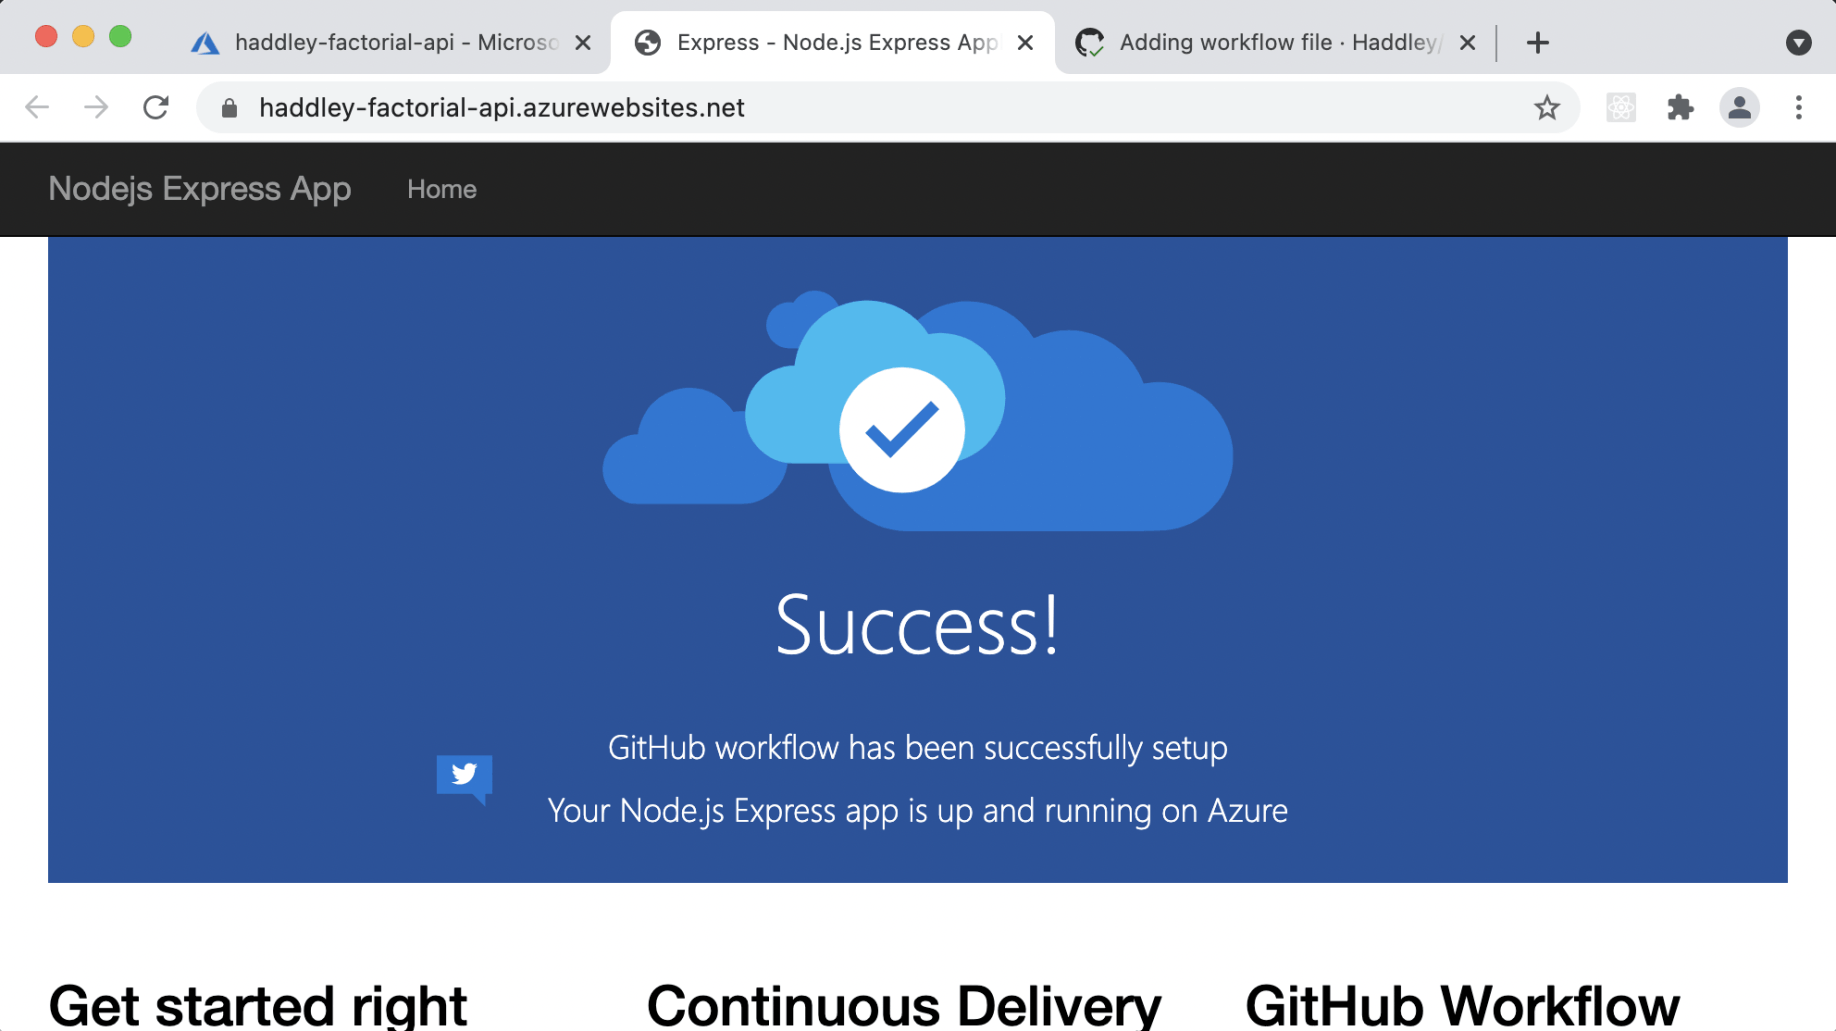 haddley-factorial-api - Microso
Express - Node.js Express App
Adding workflow file · Haddley/
haddley-factorial-api.azurewebsites.net
Nodejs Express App
Home
Success!
GitHub workflow has been successfully setup
Your Node.js Express app is up and running on Azure
Get started right
Continuous Delivery
GitHub Workflow